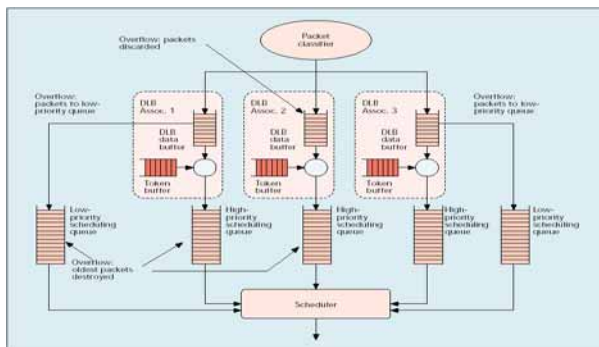 Overflow: packets
discarded
Packet
classifier
Overflow:
packets to low-
priority queue
DLB
Assoc. 1
DLB
Assoc. 2
DLB
Assoc. 3
Overflow:
packets to low-
priority queue
DLB
data
buffer
DLB
data
buffer
DLB
data
buffer
Token
buffer
Token
buffer
Token
buffer
Low-
priority
scheduling
queue
High-
priority
scheduling
queue
High-
priority
scheduling
queue
High-
priority
scheduling
queue
Low-
priority
scheduling
queue
Overflow:
oldest packets
destroyed
Scheduler